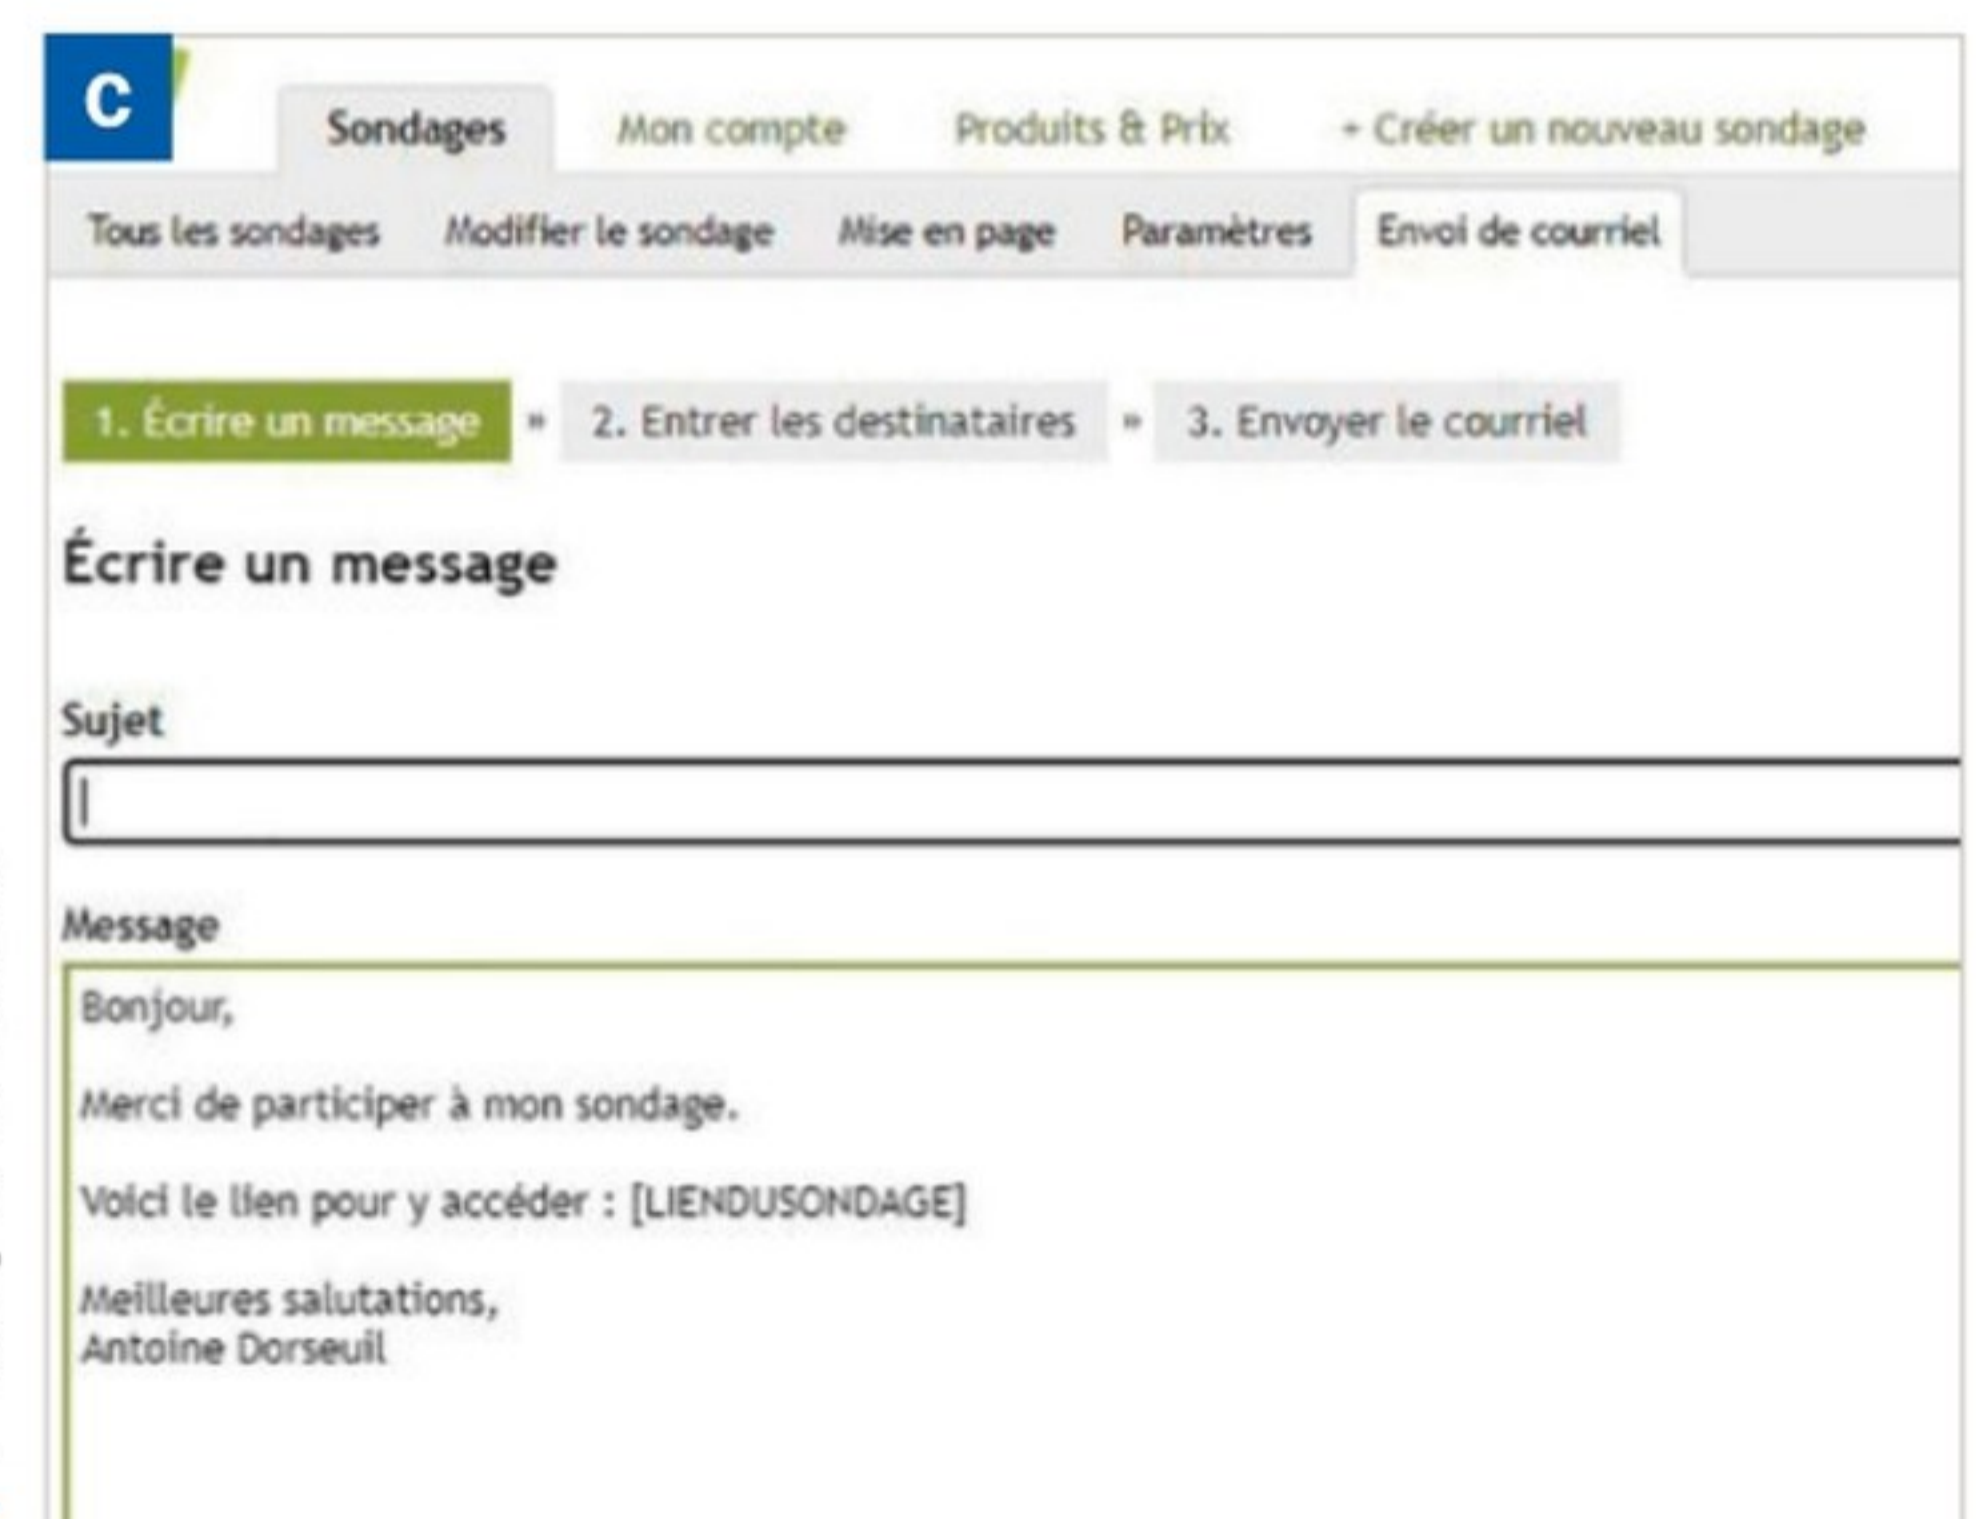 C
Sondages Mon compte Produits & Prix + Créer un nouveau sondage
Tous les sondages Modifier le sondage Mise en page Paramètres Envoi de courriel
1. Écrire un message » 2. Entrer les destinataires » 3. Envoyer le courriel
Écrire un message
Sujet
Message
Bonjour,
Merci de participer à mon sondage.
Voici le lien pour y accéder : [LIENDUSONDAGE]
Meilleures salutations,
Antoine Dorseuil